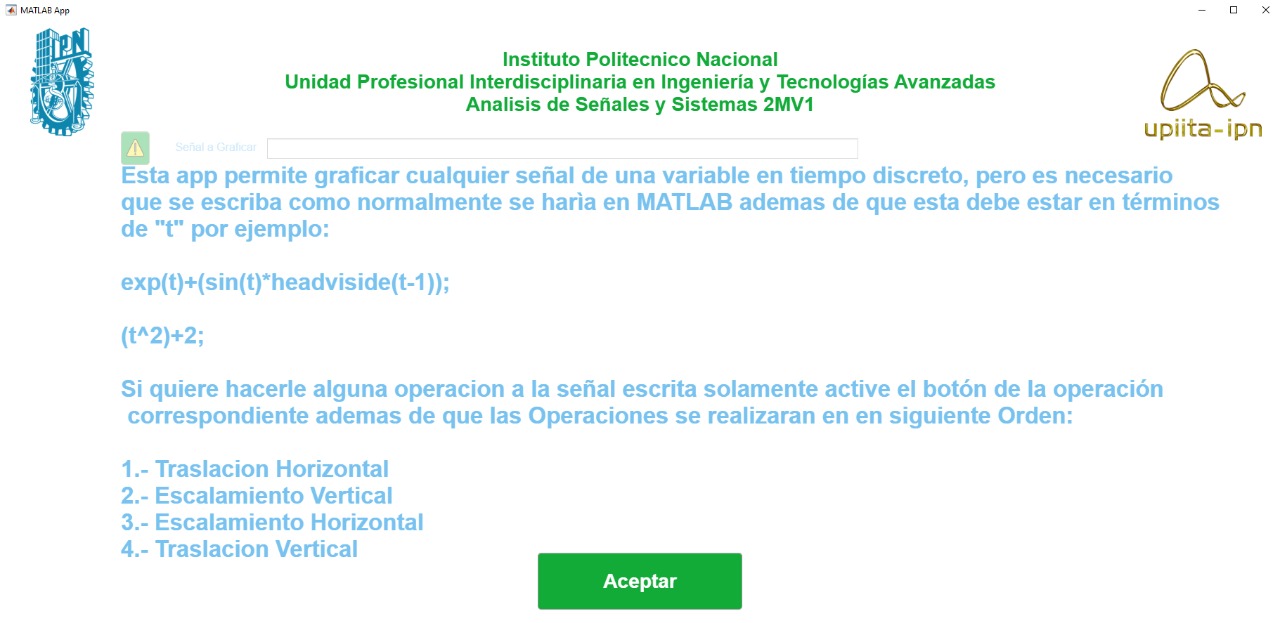 MATLAB App
IPN
Instituto Politecnico Nacional
Unidad Profesional Interdisciplinaria en Ingeniería y Tecnologías Avanzadas
Analisis de Señales y Sistemas 2MV1
upiita-ipn
Señal a Graficar
Esta app permite graficar cualquier señal de una variable en tiempo discreto, pero es necesario
que se escriba como normalmente se harìa en MATLAB ademas de que esta debe estar en términos
de "t" por ejemplo:
exp(t)+(sin(t)*headviside(t-1));
(t^2)+2;
Si quiere hacerle alguna operacion a la señal escrita solamente active el botón de la operación
correspondiente ademas de que las Operaciones se realizaran en en siguiente Orden:
1.- Traslacion Horizontal
2.- Escalamiento Vertical
3.- Escalamiento Horizontal
4.- Traslacion Vertical
Aceptar